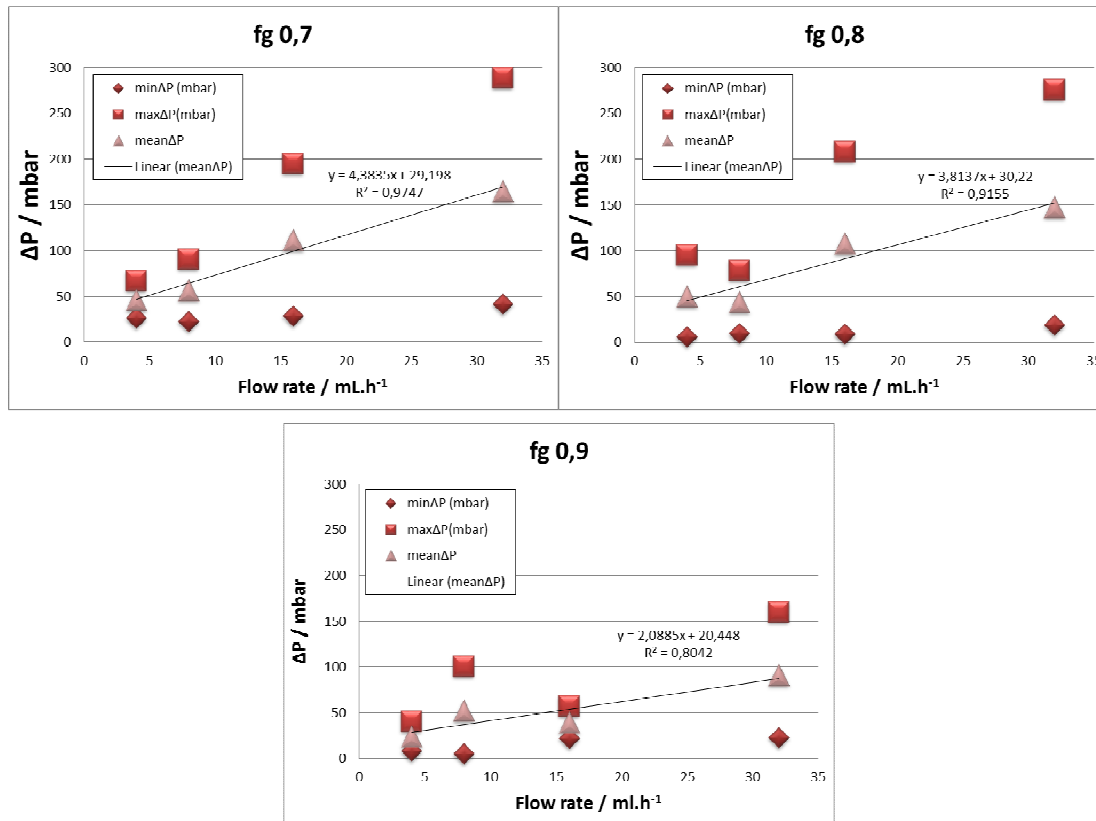 fg 0,7
300
250
200
150
100
50
0
ΔP / mbar
minΔP (mbar)
maxΔP(mbar)
meanΔP
Linear (meanΔP)
y = 4,3835x + 29,198
R² = 0,9747
0 5 10 15 20 25 30 35
Flow rate / mL.h⁻¹
fg 0,8
300
250
200
150
100
50
0
ΔP / mbar
minΔP (mbar)
maxΔP(mbar)
meanΔP
Linear (meanΔP)
y = 3,8137x + 30,22
R² = 0,9155
0 5 10 15 20 25 30 35
Flow rate / mL.h⁻¹
fg 0,9
300
250
200
150
100
50
0
ΔP / mbar
minΔP (mbar)
maxΔP(mbar)
meanΔP
Linear (meanΔP)
y = 2,0885x + 20,448
R² = 0,8042
0 5 10 15 20 25 30 35
Flow rate / ml.h⁻¹